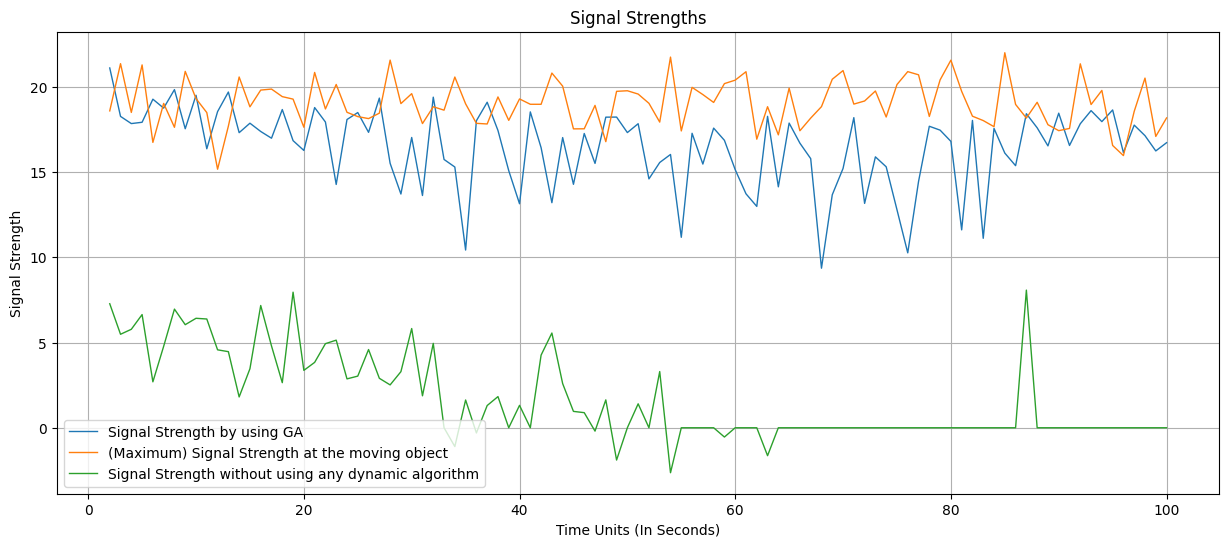 Signal Strengths
Signal Strength
20
15
10
5
0
Signal Strength by using GA
(Maximum) Signal Strength at the moving object
Signal Strength without using any dynamic algorithm
0 20 40 60 80 100
Time Units (In Seconds)